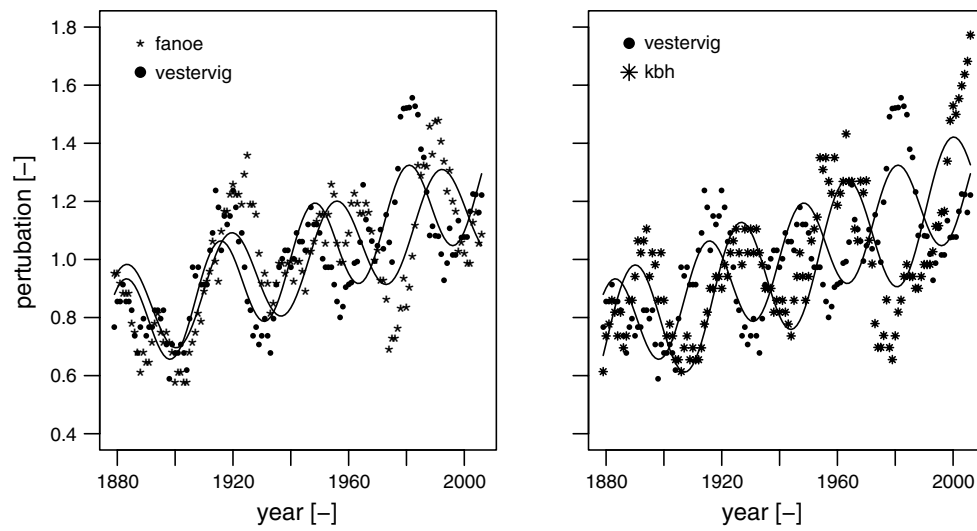 fanoe
vestervig
pertubation [–]
1.8
1.6
1.4
1.2
1.0
0.8
0.6
0.4
1880 1920 1960 2000
year [–]
vestervig
kbh
1880 1920 1960 2000
year [–]